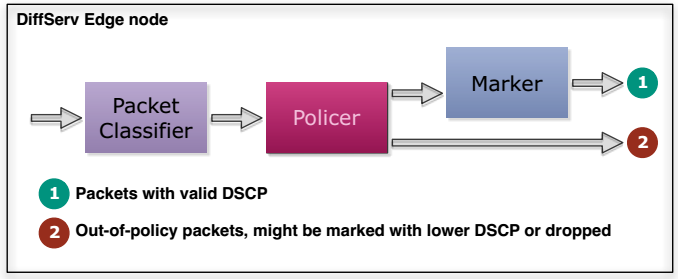 DiffServ Edge node
Packet
Classifier
Policer
Marker
1
2
1 Packets with valid DSCP
2 Out-of-policy packets, might be marked with lower DSCP or dropped